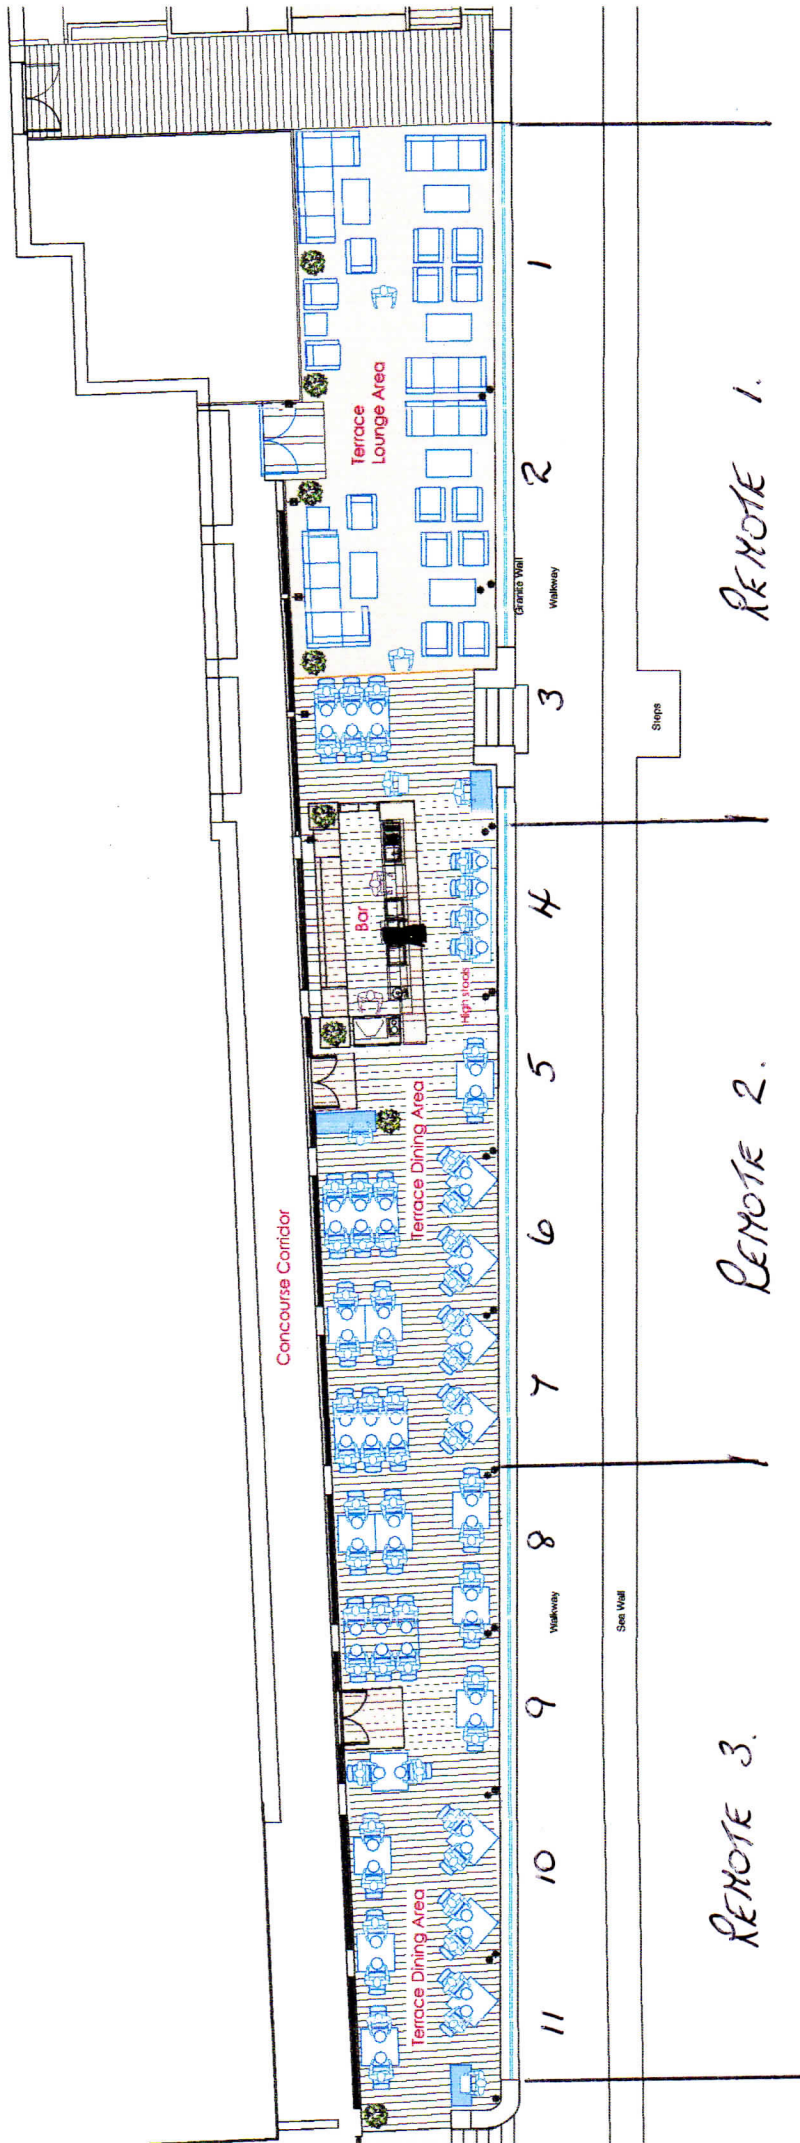 Terrace
Lounge Area
1
2
Granite Wall
Walkway
3
Steps
REMOTE 1.
Bar
High stools
4
5
Concourse Corridor
Terrace Dining Area
6
7
REMOTE 2.
8
Walkway
Sea Wall
9
10
Terrace Dining Area
11
REMOTE 3.